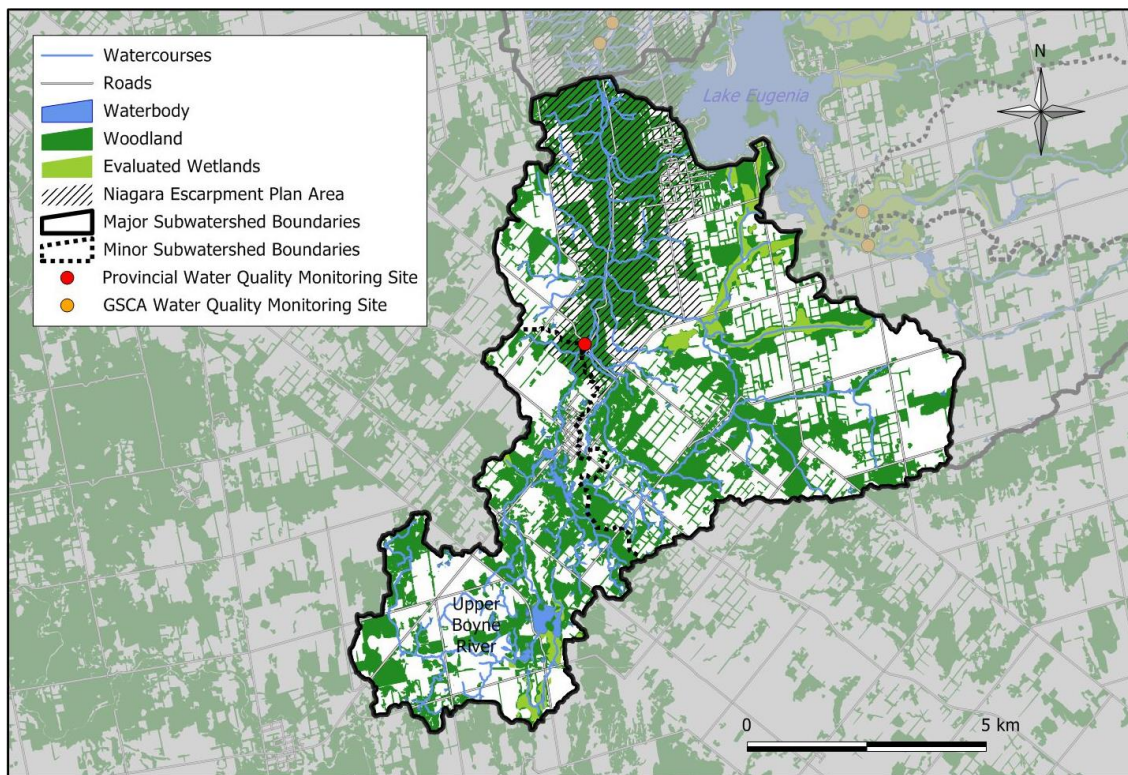 Watercourses
Roads
Waterbody
Woodland
Evaluated Wetlands
Niagara Escarpment Plan Area
Major Subwatershed Boundaries
Minor Subwatershed Boundaries
Provincial Water Quality Monitoring Site
GSCA Water Quality Monitoring Site
Lake Eugenia
N
Upper
Boyne
River
0
5 km